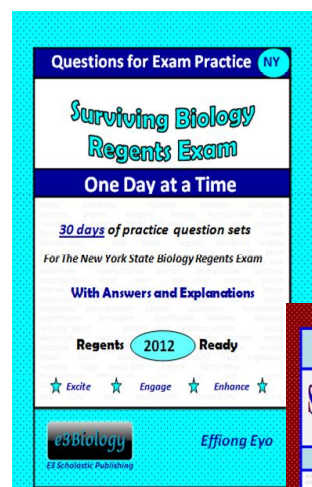 Questions for Exam Practice NY
Surviving Biology
Regents Exam
One Day at a Time
30 days of practice question sets
For The New York State Biology Regents Exam
With Answers and Explanations
Regents 2012 Ready
Excite Engage Enhance
e3Biology
Effiong Eyo
E3 Scholastic Publishing